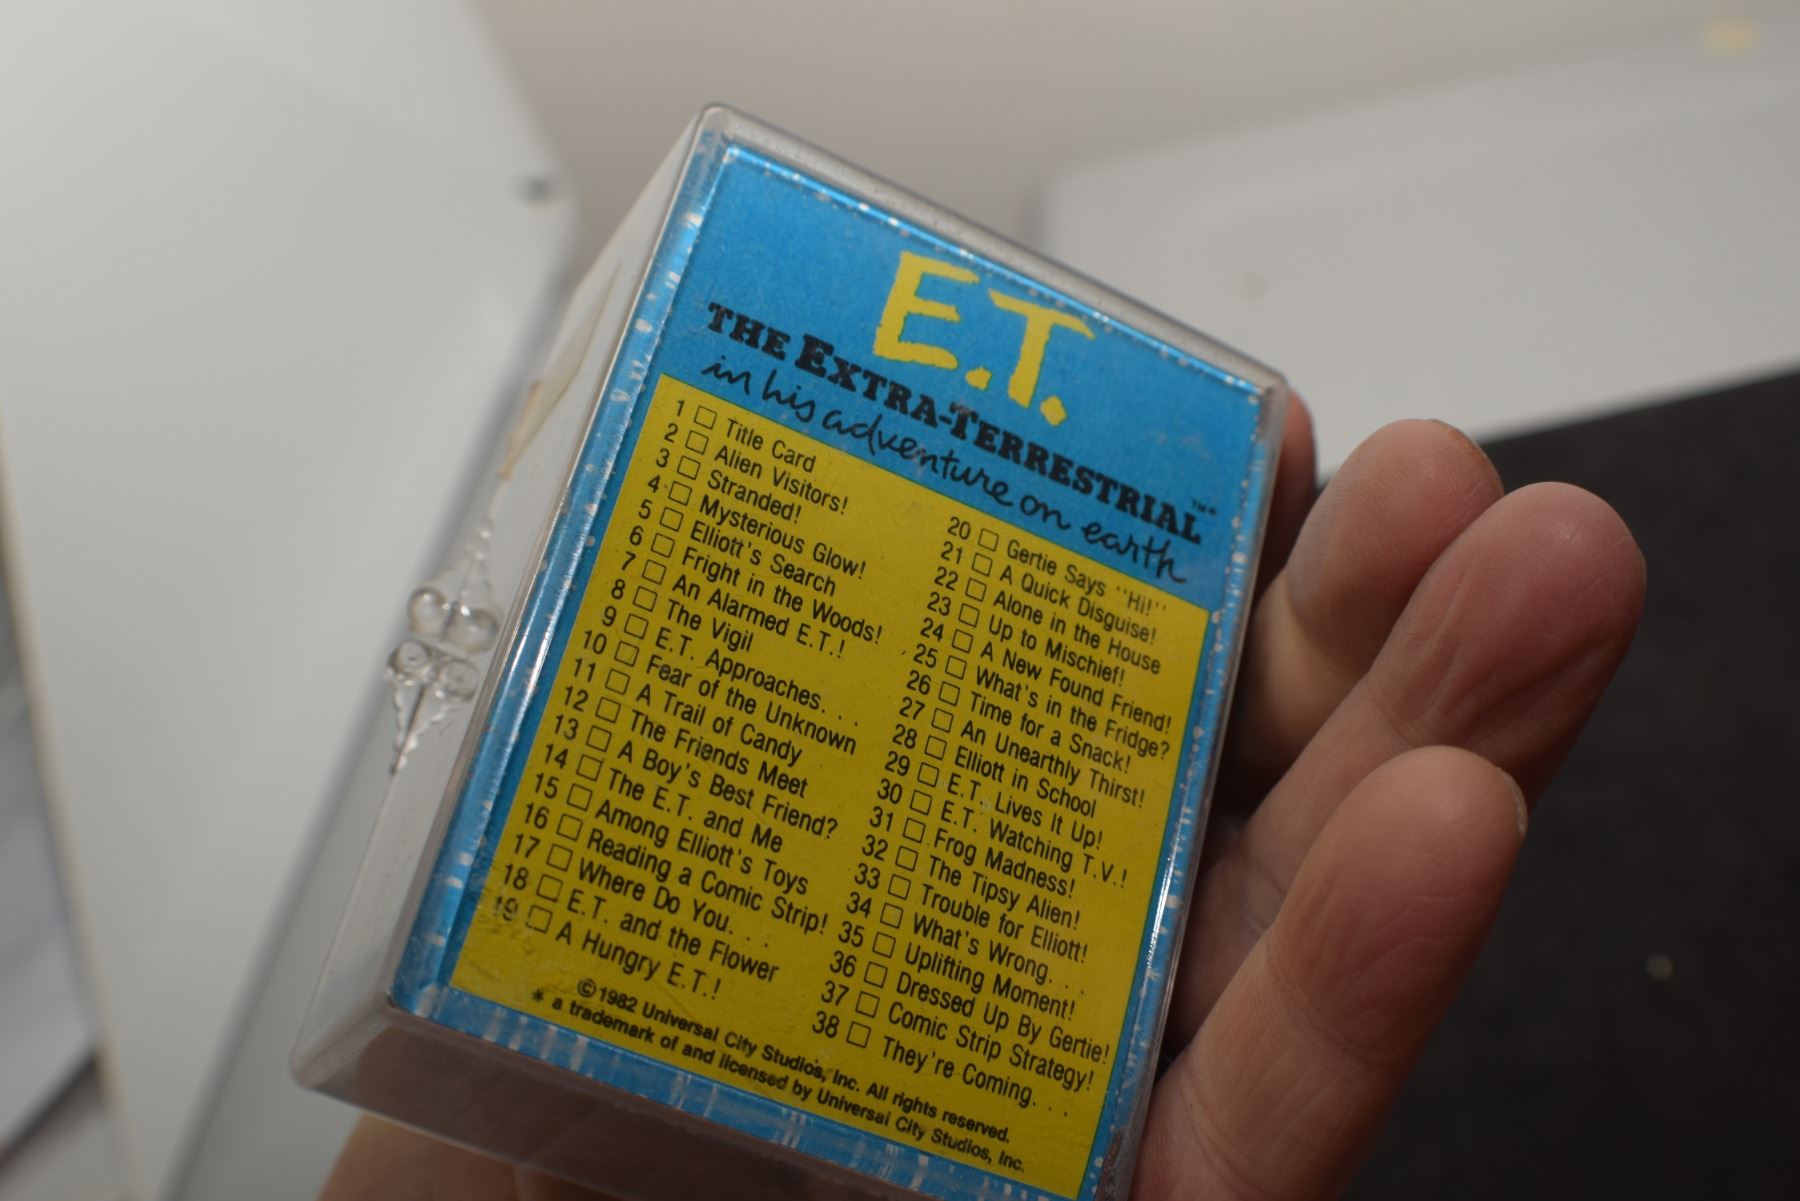 E.T.
THE EXTRA-TERRESTRIAL™*
in his adventure on earth
1 □ Title Card
2 □ Alien Visitors!
3 □ Stranded!
4 □ Mysterious Glow!
5 □ Elliott's Search
6 □ Fright in the Woods!
7 □ An Alarmed E.T.!
8 □ The Vigil
9 □ E.T. Approaches. . .
10 □ Fear of the Unknown
11 □ A Trail of Candy
12 □ The Friends Meet
13 □ A Boy's Best Friend?
14 □ The E.T. and Me
15 □ Among Elliott's Toys
16 □ Reading a Comic Strip!
17 □ Where Do You. . .
18 □ E.T. and the Flower
19 □ A Hungry E.T.!
20 □ Gertie Says "Hi!"
21 □ A Quick Disguise!
22 □ Alone in the House
23 □ Up to Mischief!
24 □ A New Found Friend!
25 □ What's in the Fridge?
26 □ Time for a Snack!
27 □ An Unearthly Thirst!
28 □ Elliott in School
29 □ E.T. Lives It Up!
30 □ E.T. Watching T.V.!
31 □ Frog Madness!
32 □ The Tipsy Alien!
33 □ Trouble for Elliott!
34 □ What's Wrong. . .
35 □ Uplifting Moment!
36 □ Dressed Up By Gertie!
37 □ Comic Strip Strategy!
38 □ They're Coming. . .
© 1982 Universal City Studios, Inc. All rights reserved.
* a trademark of and licensed by Universal City Studios, Inc.